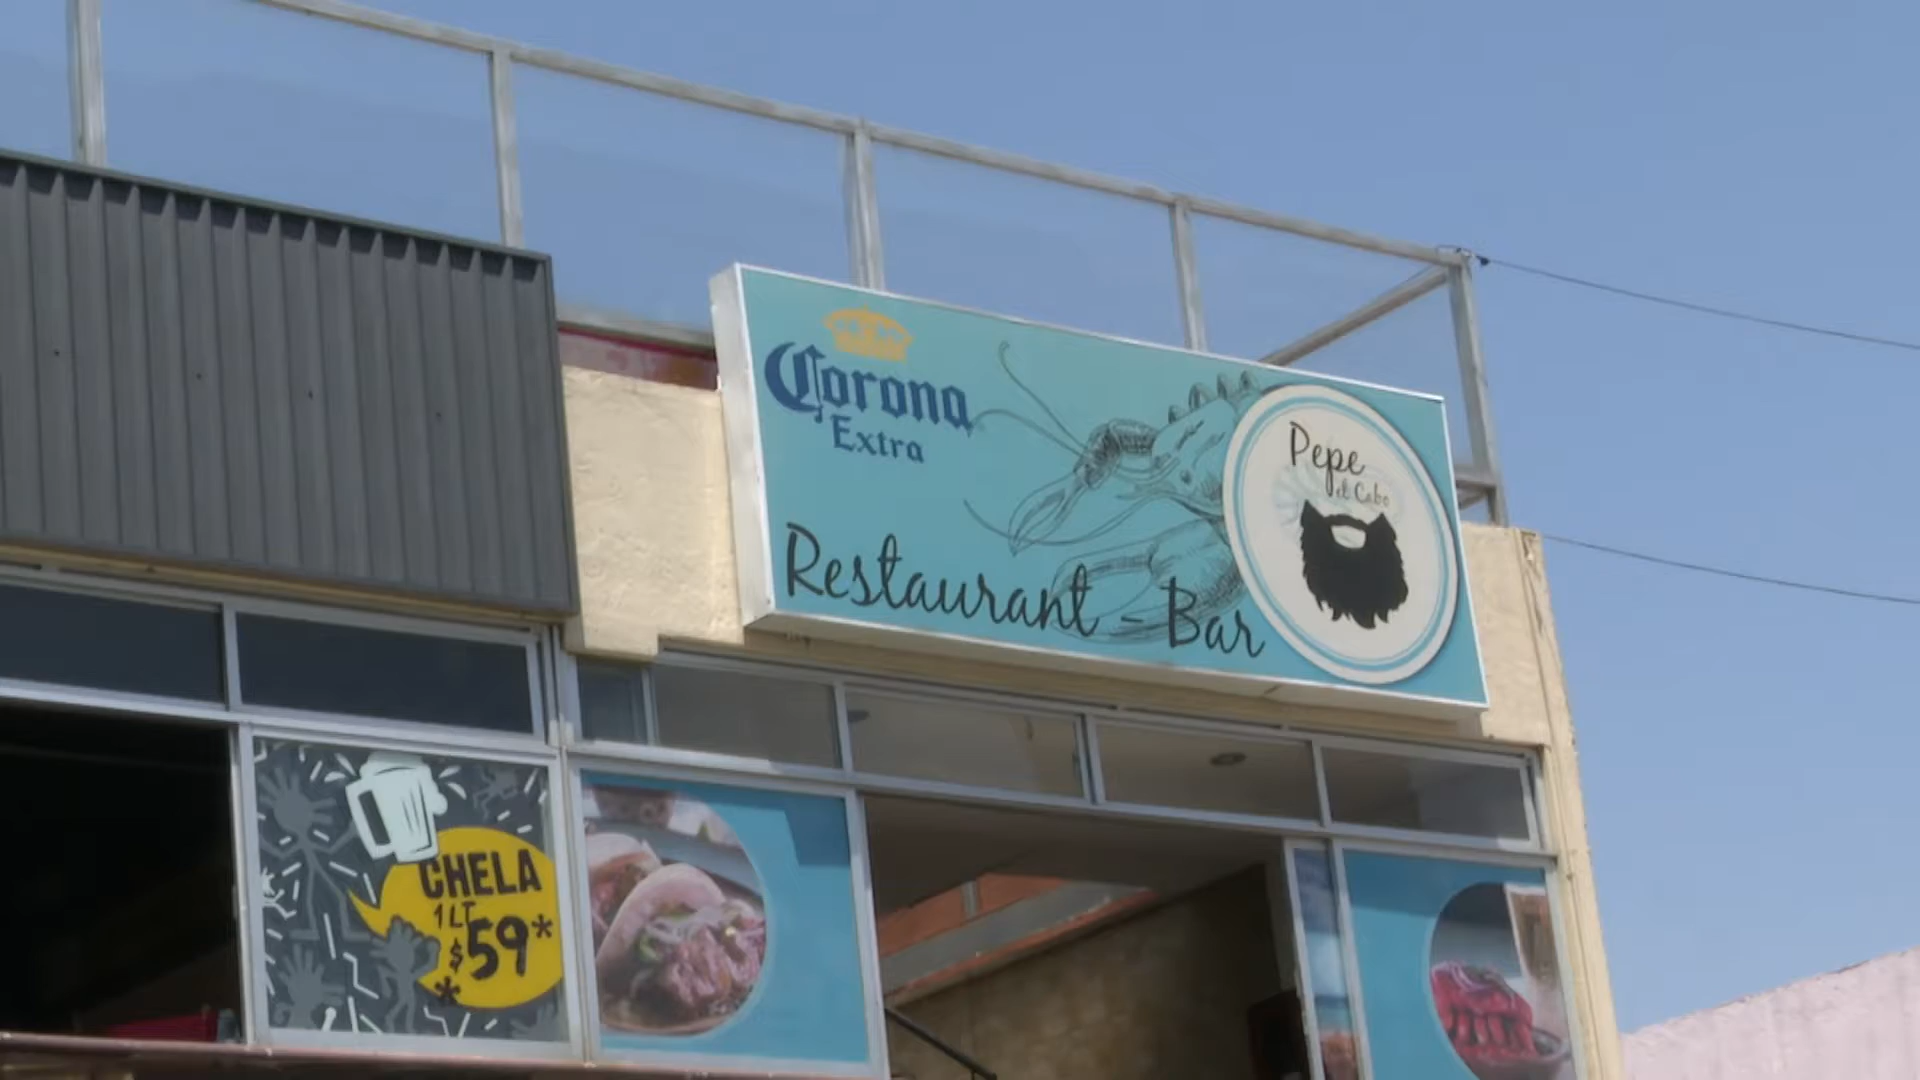 Corona
Extra
Pepe
el Cabo
Restaurant - Bar
CHELA
1 LT
$59*
*